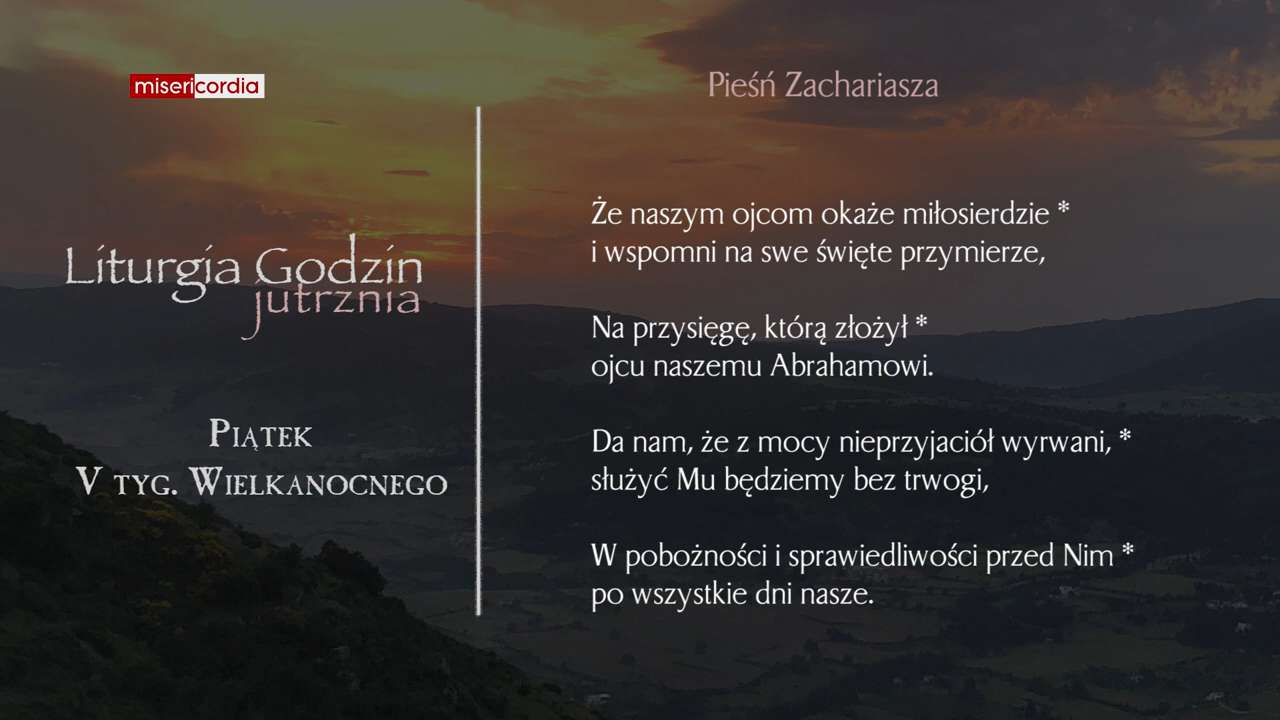 misericordia
Liturgia Godzin
jutrznia
Piątek
V tyg. Wielkanocnego
Pieśń Zachariasza
Że naszym ojcom okaże miłosierdzie *
i wspomni na swe święte przymierze,
Na przysięgę, którą złożył *
ojcu naszemu Abrahamowi.
Da nam, że z mocy nieprzyjaciół wyrwani, *
służyć Mu będziemy bez trwogi,
W pobożności i sprawiedliwości przed Nim *
po wszystkie dni nasze.